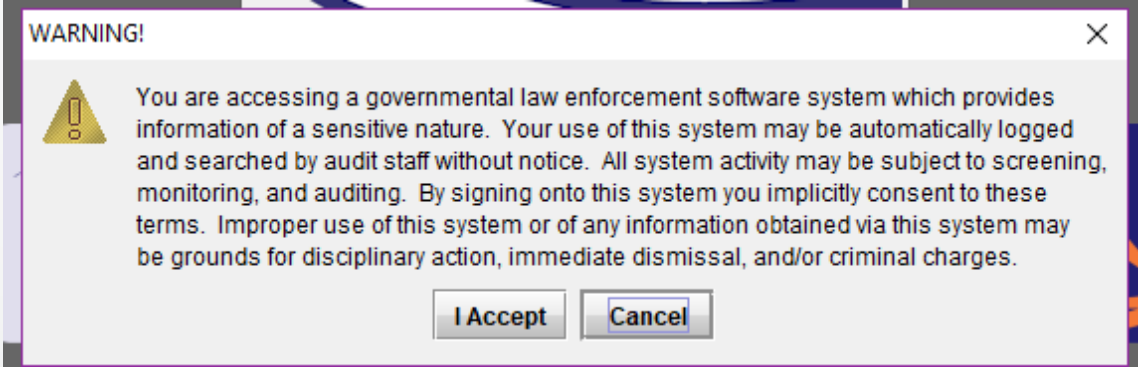 WARNING!
You are accessing a governmental law enforcement software system which provides
information of a sensitive nature.  Your use of this system may be automatically logged
and searched by audit staff without notice.  All system activity may be subject to screening,
monitoring, and auditing.  By signing onto this system you implicitly consent to these
terms.  Improper use of this system or of any information obtained via this system may
be grounds for disciplinary action, immediate dismissal, and/or criminal charges.
I Accept
Cancel